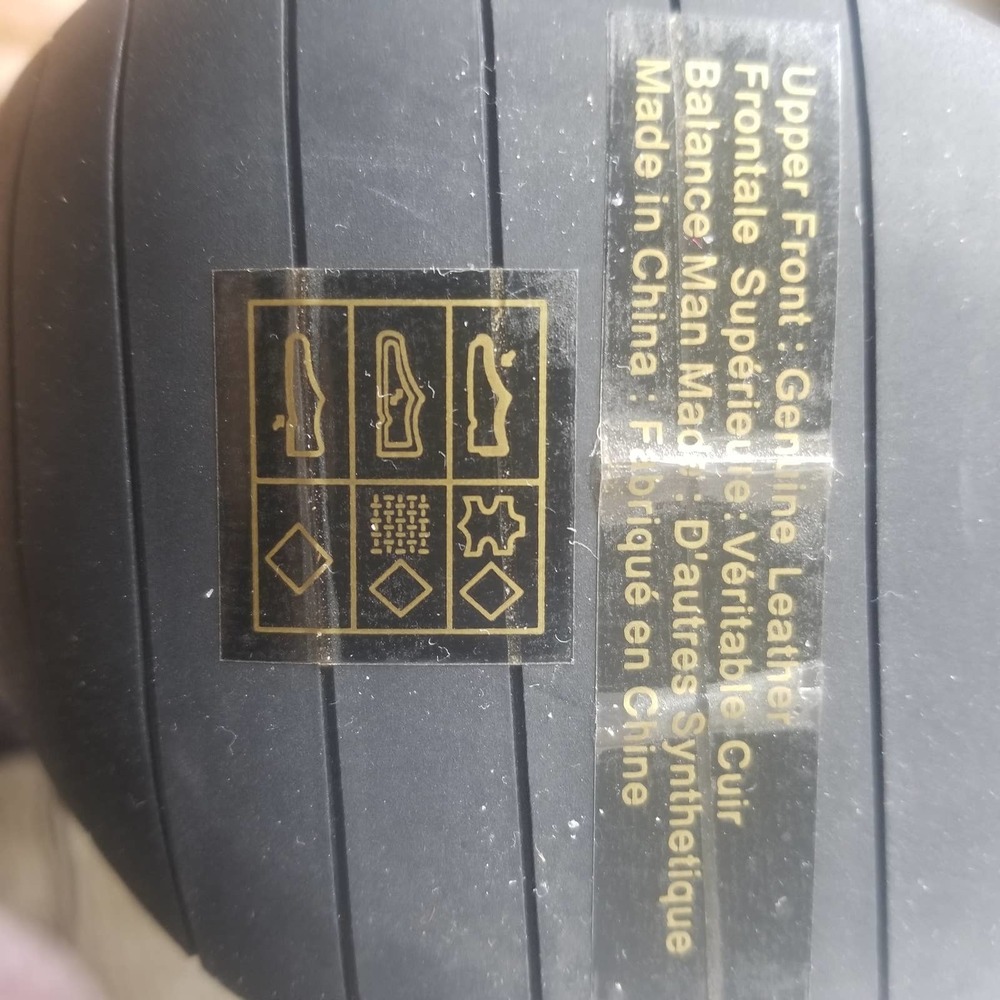 Upper Front : Genuine Leather
Frontale Supérieure : Véritable Cuir
Balance Man Made : D'autres Synthetique
Made in China : Fabriqué en Chine